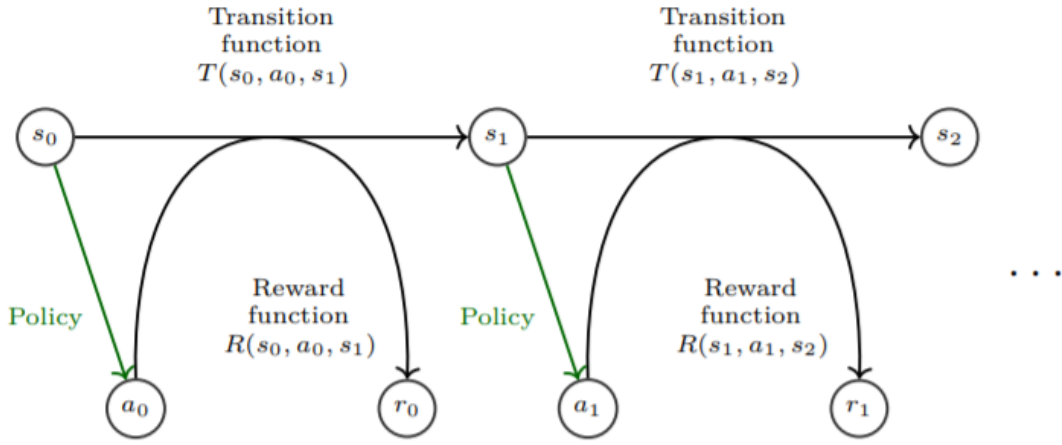 Transition
function
T(s₀, a₀, s₁)
Transition
function
T(s₁, a₁, s₂)
s₀
s₁
s₂
Policy
Reward
function
R(s₀, a₀, s₁)
Policy
Reward
function
R(s₁, a₁, s₂)
...
a₀
r₀
a₁
r₁